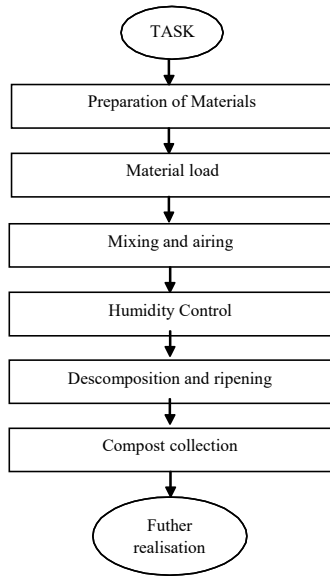 TASK
Preparation of Materials
Material load
Mixing and airing
Humidity Control
Descomposition and ripening
Compost collection
Futher
realisation